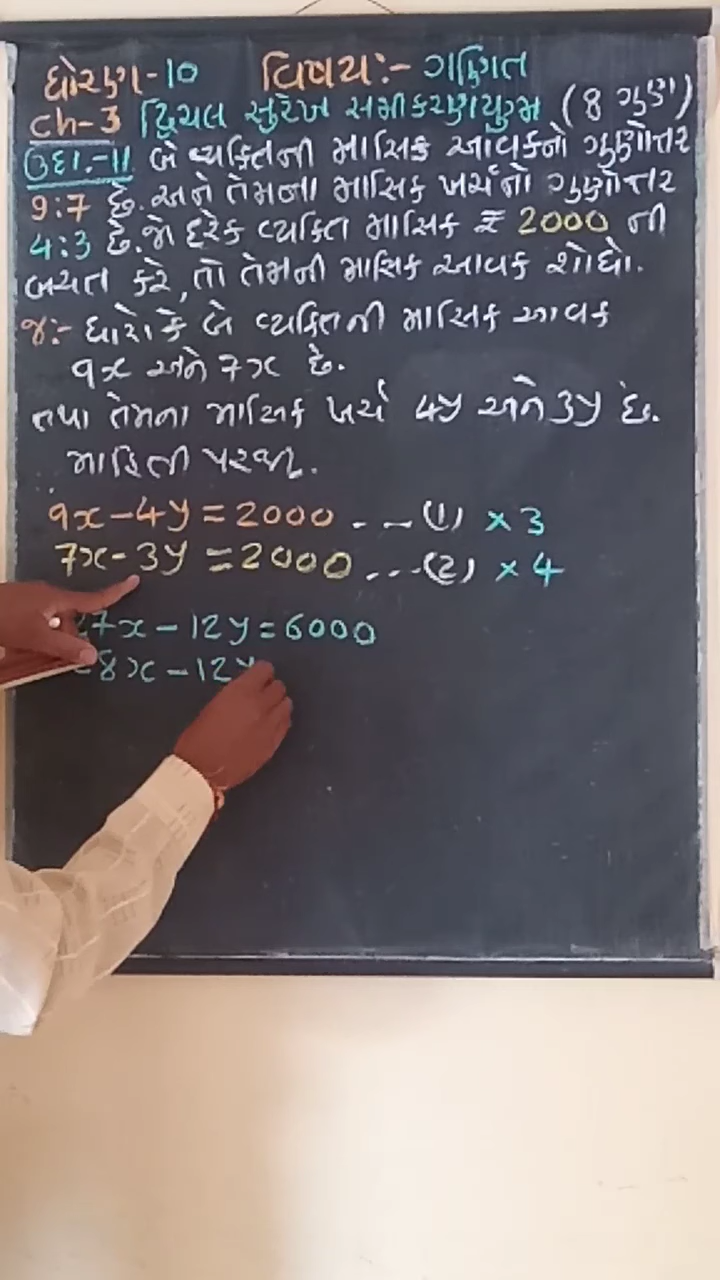 ધોરણ-10 વિષય:- ગણિત
Ch-3 દ્વિચલ સુરેખ સમીકરણયુગ્મ (8 ગુણ)
ઉદા.-11 બે વ્યક્તિની માસિક આવકનો ગુણોત્તર
9:7 છે. અને તેમના માસિક ખર્ચનો ગુણોત્તર
4:3 છે. જો દરેક વ્યક્તિ માસિક ₹ 2000 ની
બચત કરે, તો તેમની માસિક આવક શોધો.
જ:- ધારો કે બે વ્યક્તિની માસિક આવક
9x અને 7x છે.
તથા તેમના માસિક ખર્ચ 4y અને 3y છે.
માહિતી પરથી.
9x-4y=2000 ---(1) ×3
7x-3y=2000 ...(2) ×4
27x-12y=6000
28x-12y